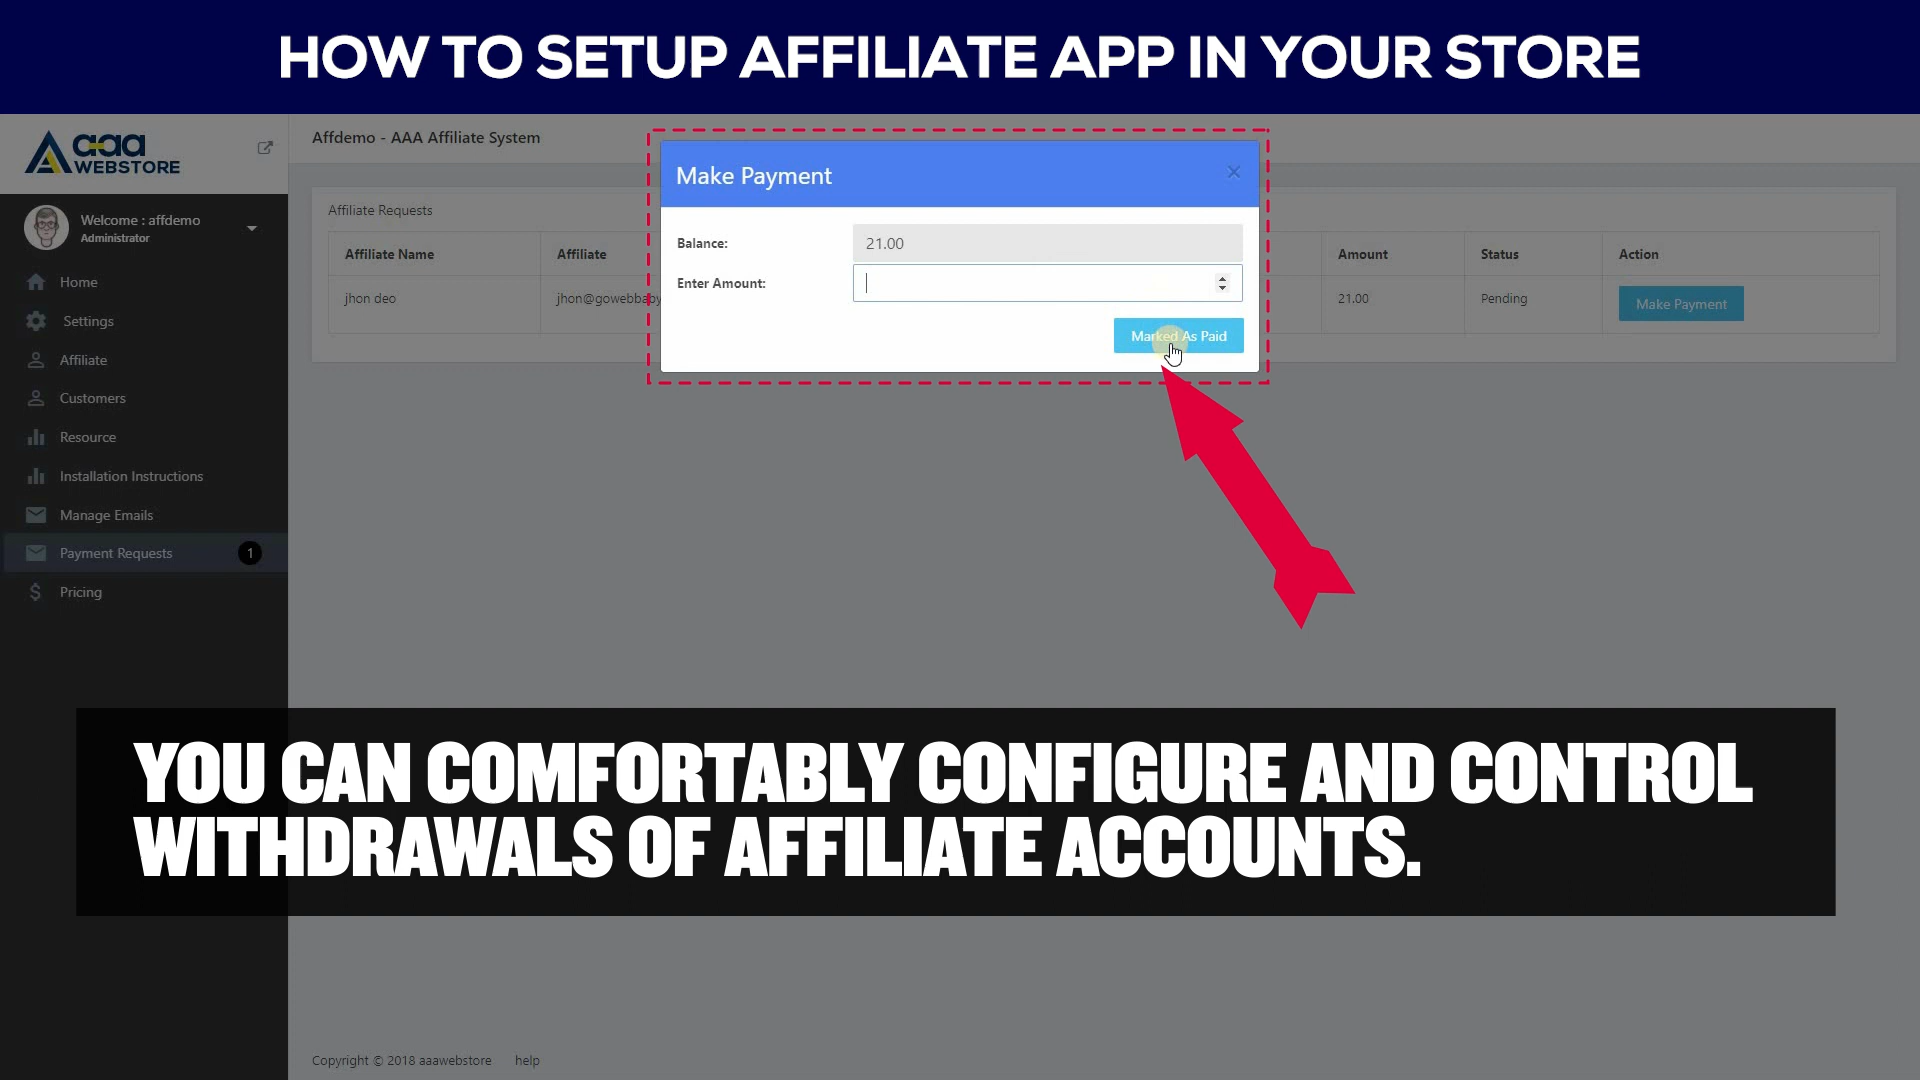 HOW TO SETUP AFFILIATE APP IN YOUR STORE
aaa
WEBSTORE
Affdemo - AAA Affiliate System
Welcome : affdemo
Administrator
Home
Settings
Affiliate
Customers
Resource
Installation Instructions
Manage Emails
Payment Requests 1
Pricing
Make Payment ×
Balance: 21.00
Enter Amount:
Marked As Paid
Affiliate Requests
Affiliate Name Affiliate Amount Status Action
jhon deo jhon@gowebbaby 21.00 Pending Make Payment
YOU CAN COMFORTABLY CONFIGURE AND CONTROL
WITHDRAWALS OF AFFILIATE ACCOUNTS.
Copyright © 2018 aaawebstore help